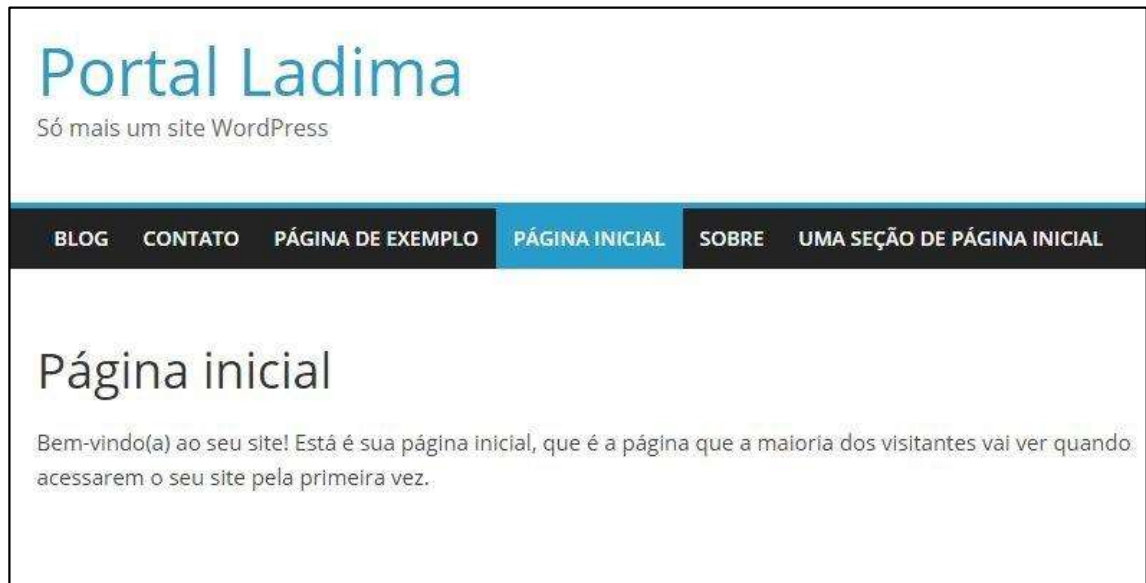 Portal Ladima
Só mais um site WordPress
BLOG CONTATO PÁGINA DE EXEMPLO PÁGINA INICIAL SOBRE UMA SEÇÃO DE PÁGINA INICIAL
Página inicial
Bem-vindo(a) ao seu site! Está é sua página inicial, que é a página que a maioria dos visitantes vai ver quando
acessarem o seu site pela primeira vez.